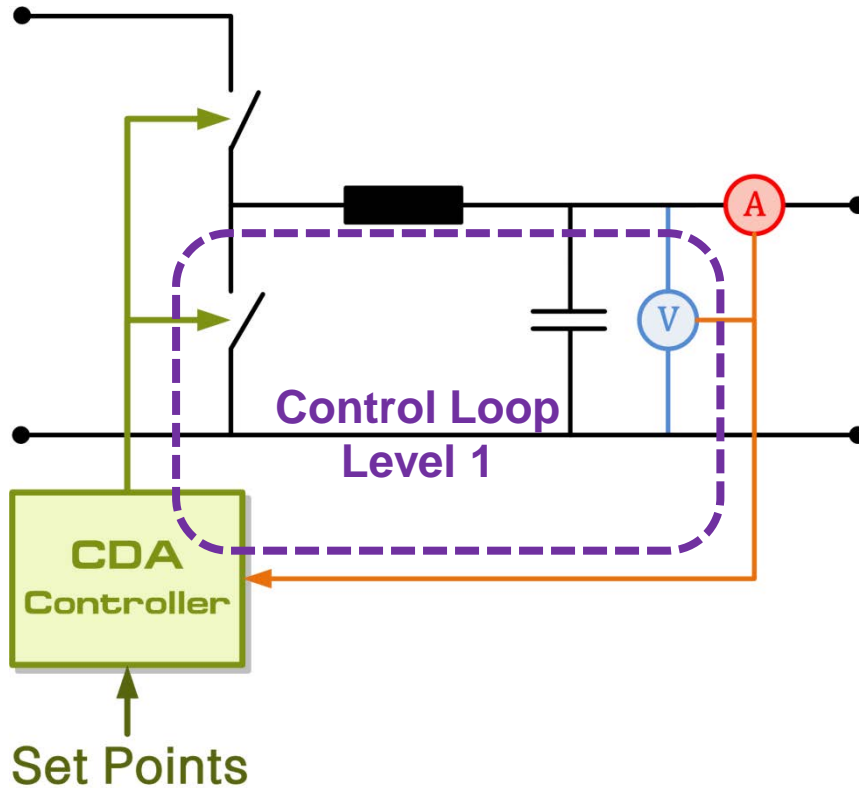 A
V
Control Loop
Level 1
CDA
Controller
Set Points